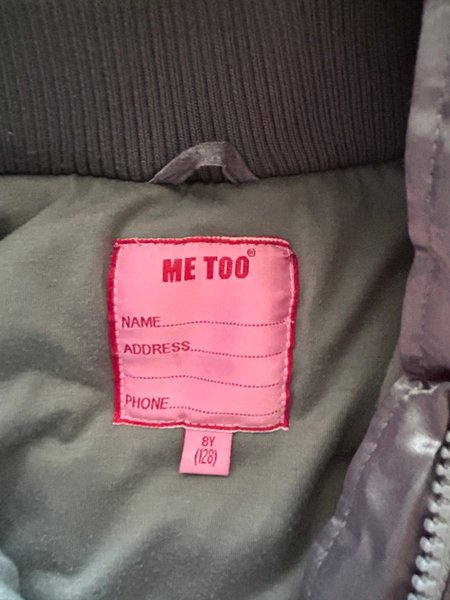 ME TOO®
NAME
ADDRESS
PHONE
8Y
(128)